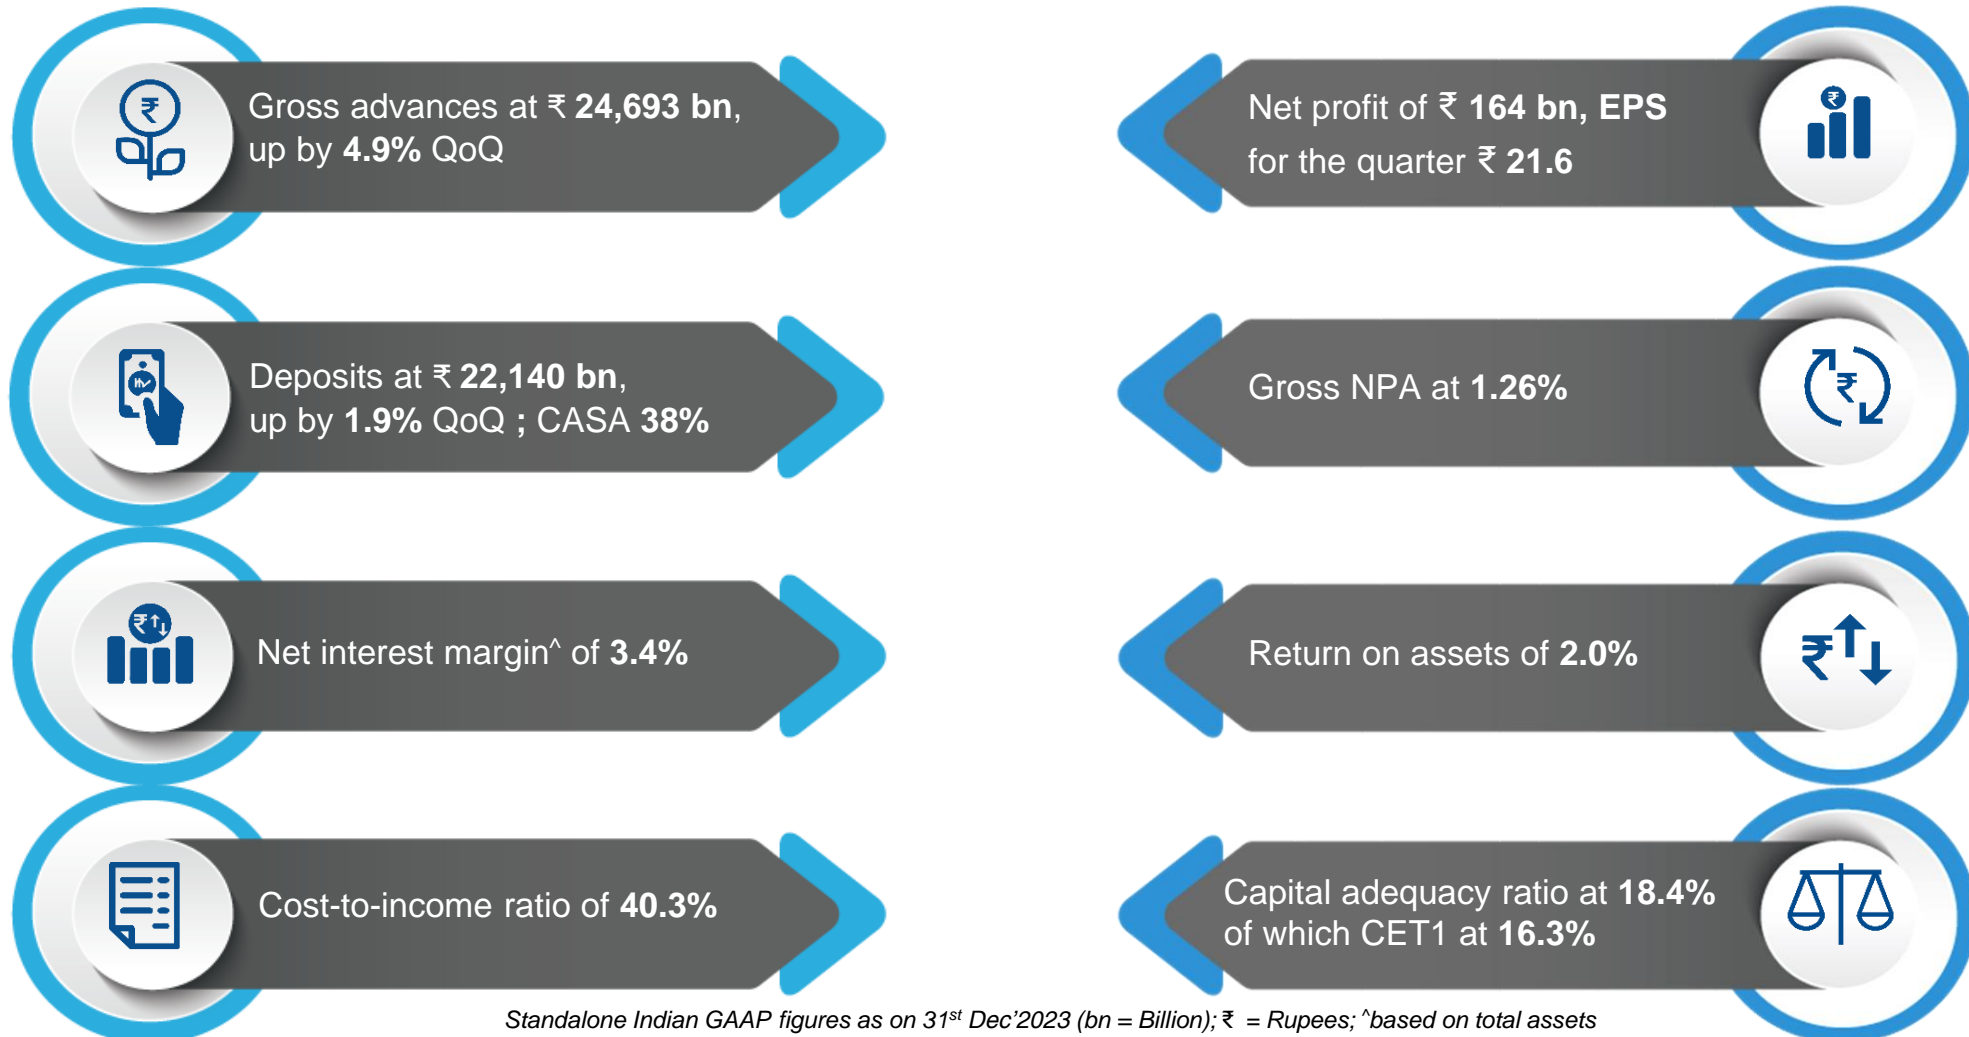 Gross advances at ₹ 24,693 bn,
up by 4.9% QoQ
Deposits at ₹ 22,140 bn,
up by 1.9% QoQ ; CASA 38%
Net interest margin^ of 3.4%
Cost-to-income ratio of 40.3%
Net profit of ₹ 164 bn, EPS
for the quarter ₹ 21.6
Gross NPA at 1.26%
Return on assets of 2.0%
Capital adequacy ratio at 18.4%
of which CET1 at 16.3%
Standalone Indian GAAP figures as on 31st Dec’2023 (bn = Billion); ₹ = Rupees; ^based on total assets